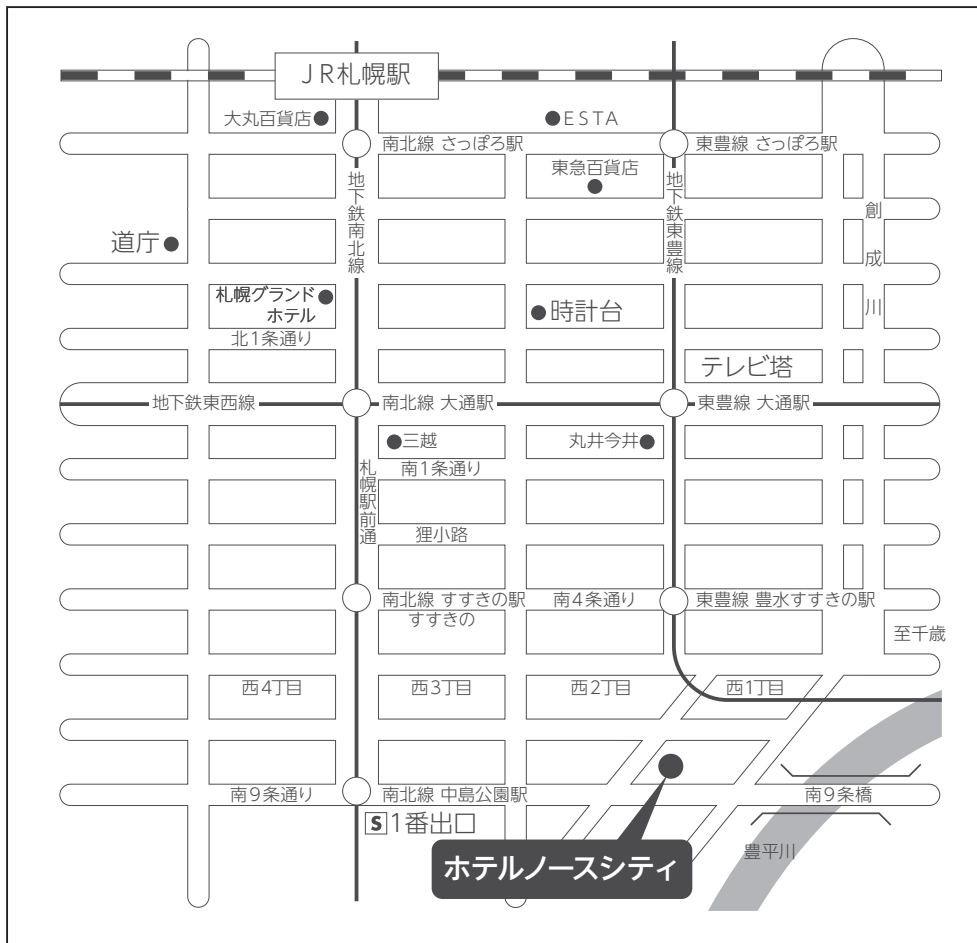 JR札幌駅
大丸百貨店
ESTA
南北線 さっぽろ駅
東豊線 さっぽろ駅
東急百貨店
地下鉄南北線
地下鉄東豊線
創成川
道庁
札幌グランド
ホテル
時計台
北1条通り
テレビ塔
地下鉄東西線
南北線 大通駅
東豊線 大通駅
三越
丸井今井
南1条通り
札幌駅前通
狸小路
南北線 すすきの駅
南4条通り
東豊線 豊水すすきの駅
すすきの
至千歳
西4丁目
西3丁目
西2丁目
西1丁目
南9条通り
南北線 中島公園駅
南9条橋
S1番出口
豊平川
ホテルノースシティ